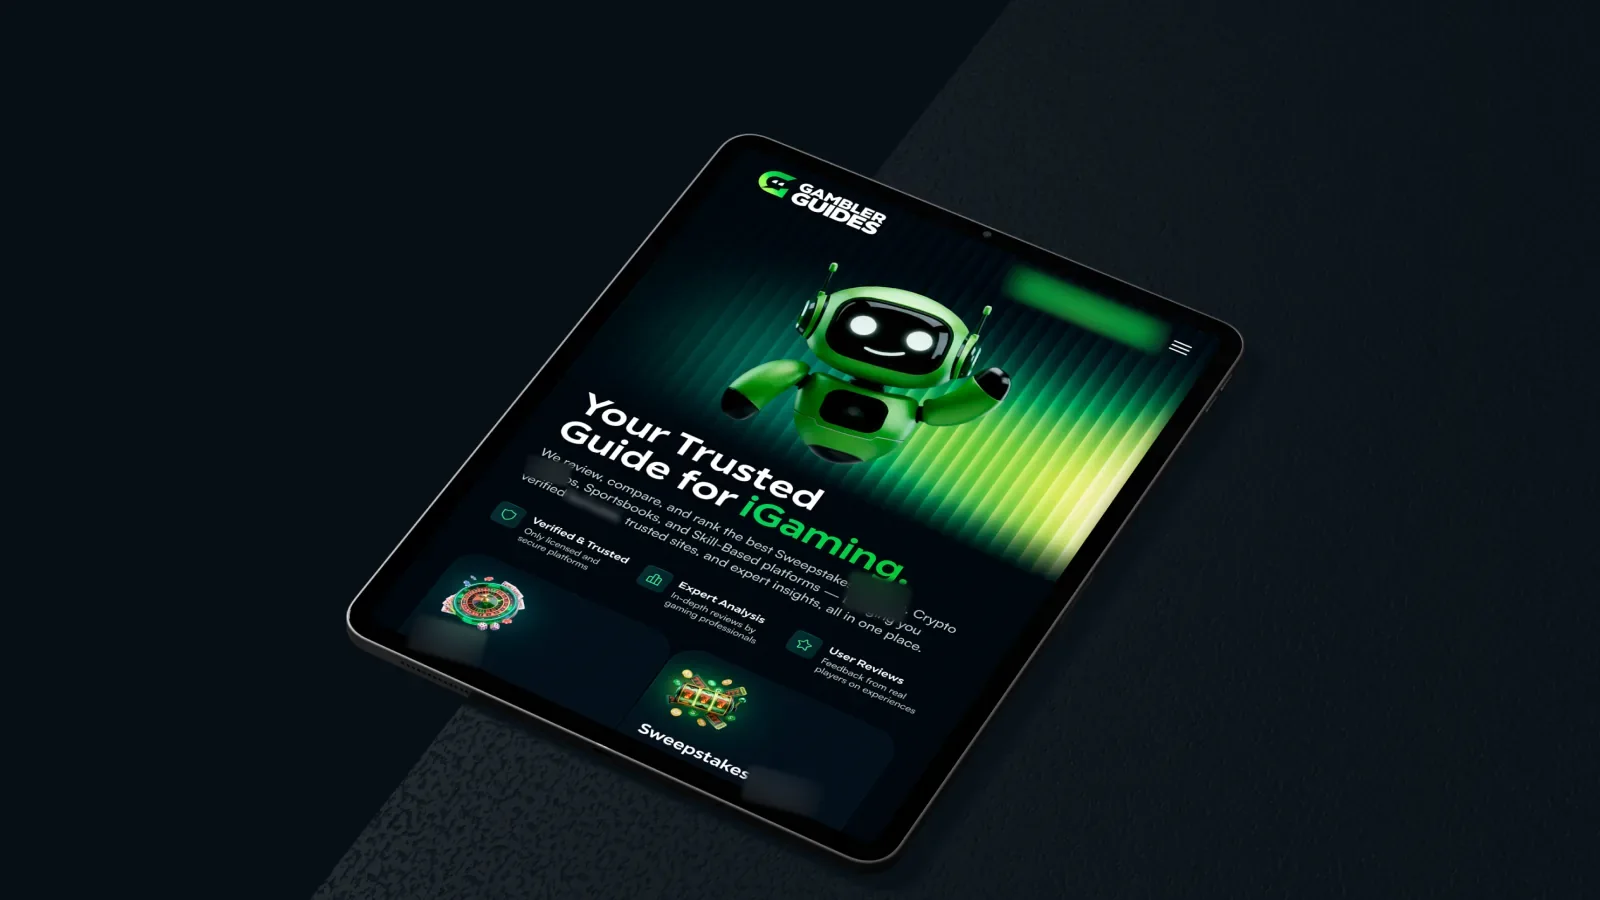 GAMBLER
GUIDES
Your Trusted
Guide for iGaming.
We review, compare, and rank the best Sweepstake
Sportsbooks, and Skill-Based platforms — you Crypto
verified trusted sites, and expert insights, all in one place.
Verified & Trusted
Only licensed and
secure platforms
Expert Analysis
In-depth reviews by
gaming professionals
User Reviews
Feedback from real
players on experiences
Sweepstakes